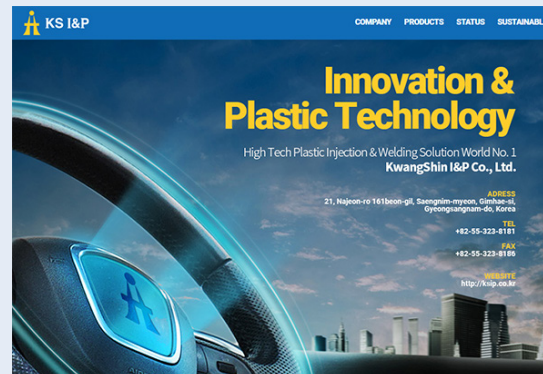 KS I&P
COMPANY PRODUCTS STATUS SUSTAINABL
Innovation &
Plastic Technology
High Tech Plastic Injection & Welding Solution World No. 1
KwangShin I&P Co., Ltd.
ADRESS
21, Najeon-ro 161beon-gil, Saengnim-myeon, Gimhae-si,
Gyeongsangnam-do, Korea
TEL
+82-55-323-8181
FAX
+82-55-323-8186
WEBSITE
http://ksip.co.kr